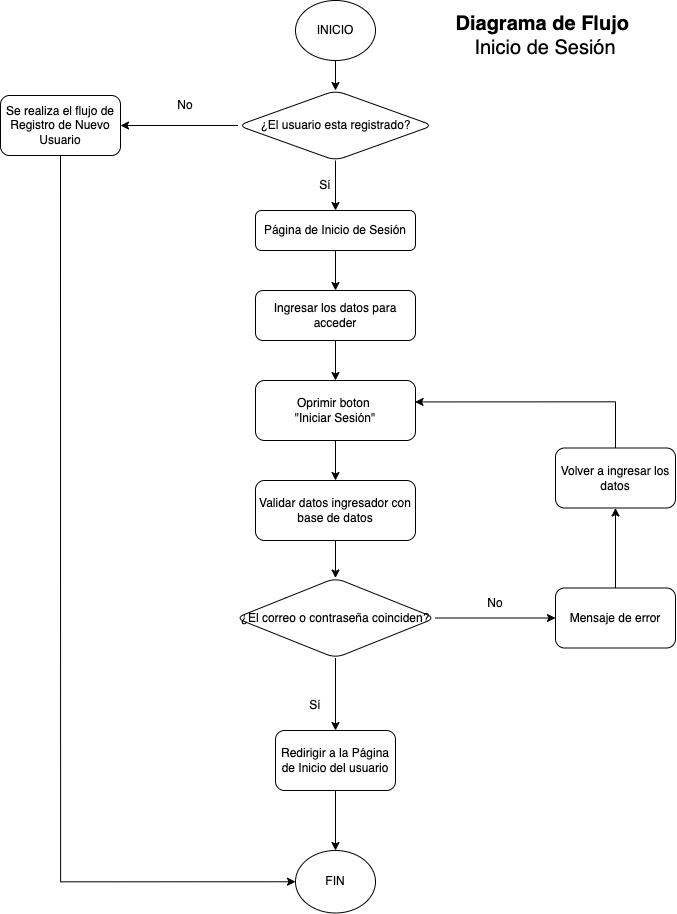 Diagrama de Flujo
Inicio de Sesión
INICIO
¿El usuario esta registrado?
No
Se realiza el flujo de
Registro de Nuevo
Usuario
Sí
Página de Inicio de Sesión
Ingresar los datos para
acceder
Oprimir boton
"Iniciar Sesión"
Validar datos ingresador con
base de datos
¿El correo o contraseña coinciden?
No
Mensaje de error
Volver a ingresar los
datos
Sí
Redirigir a la Página
de Inicio del usuario
FIN